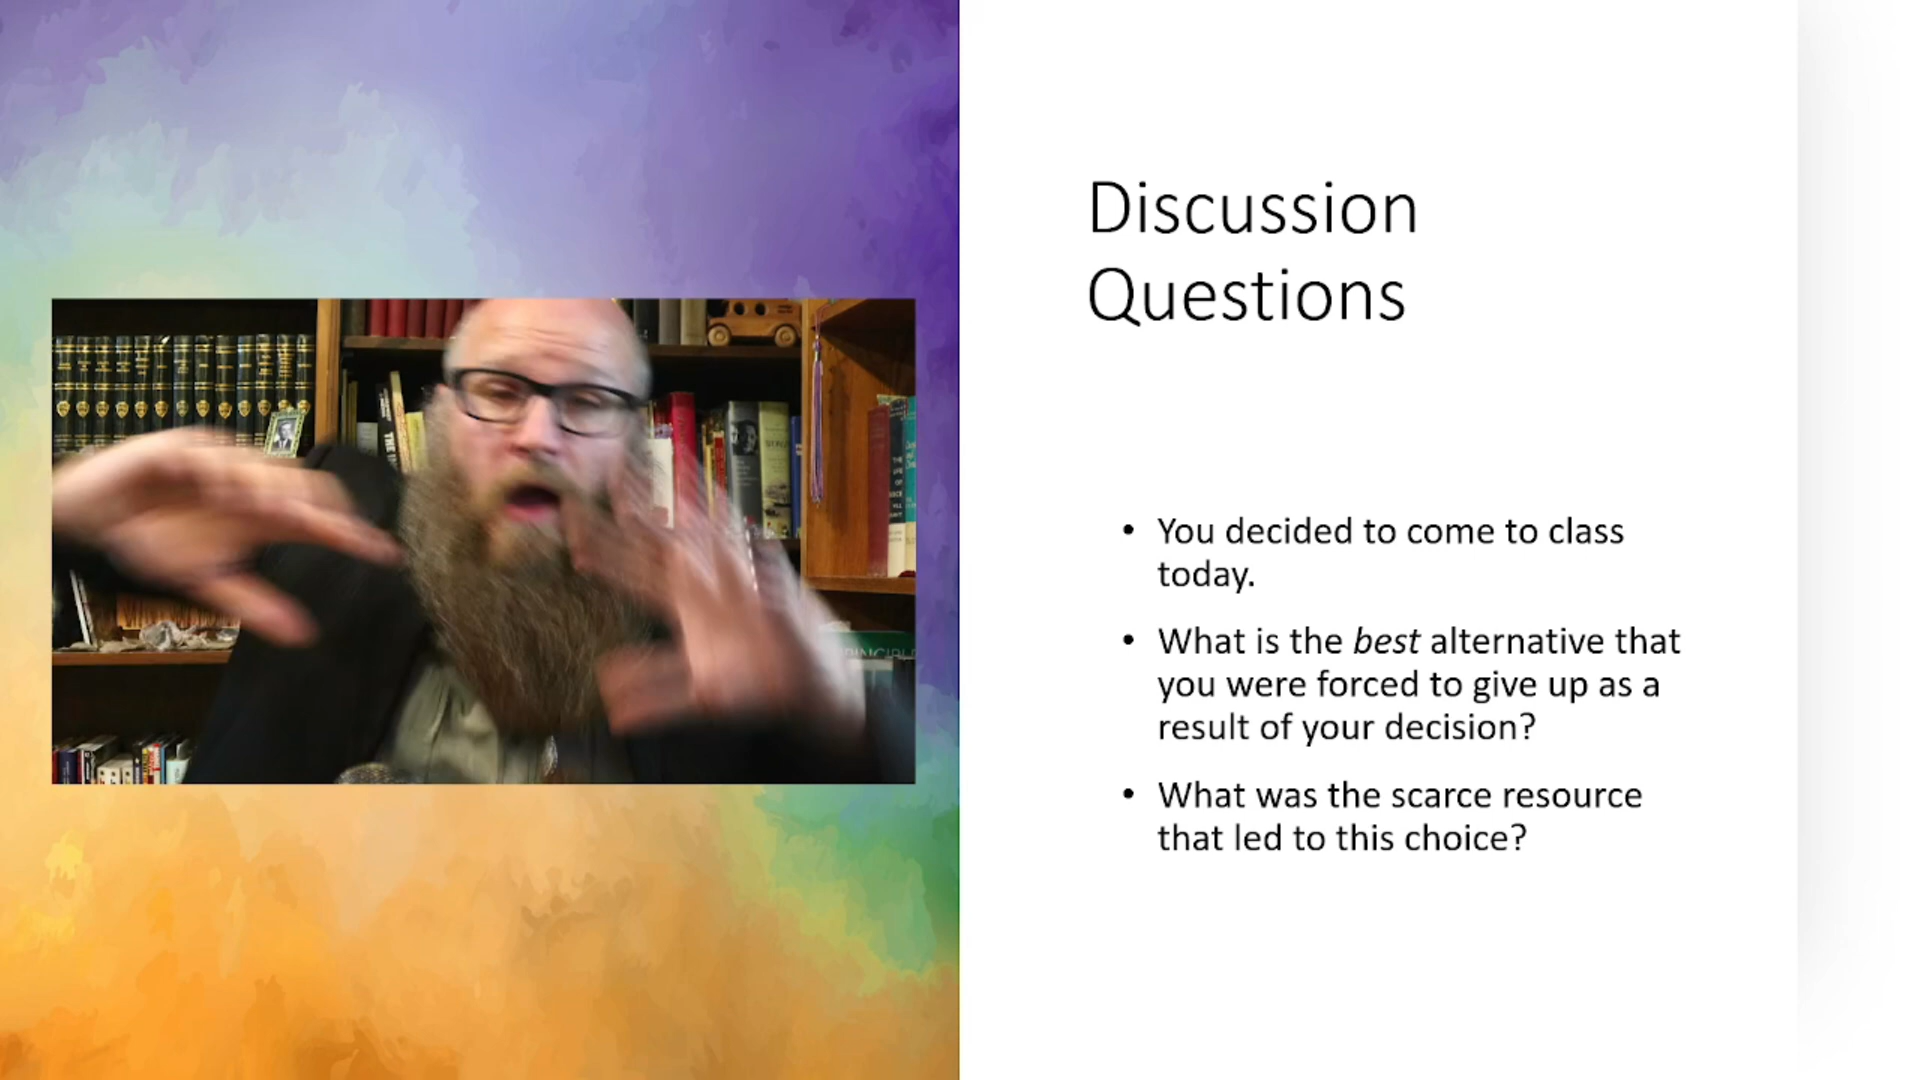 Discussion
Questions
• You decided to come to class
today.
• What is the best alternative that
you were forced to give up as a
result of your decision?
• What was the scarce resource
that led to this choice?